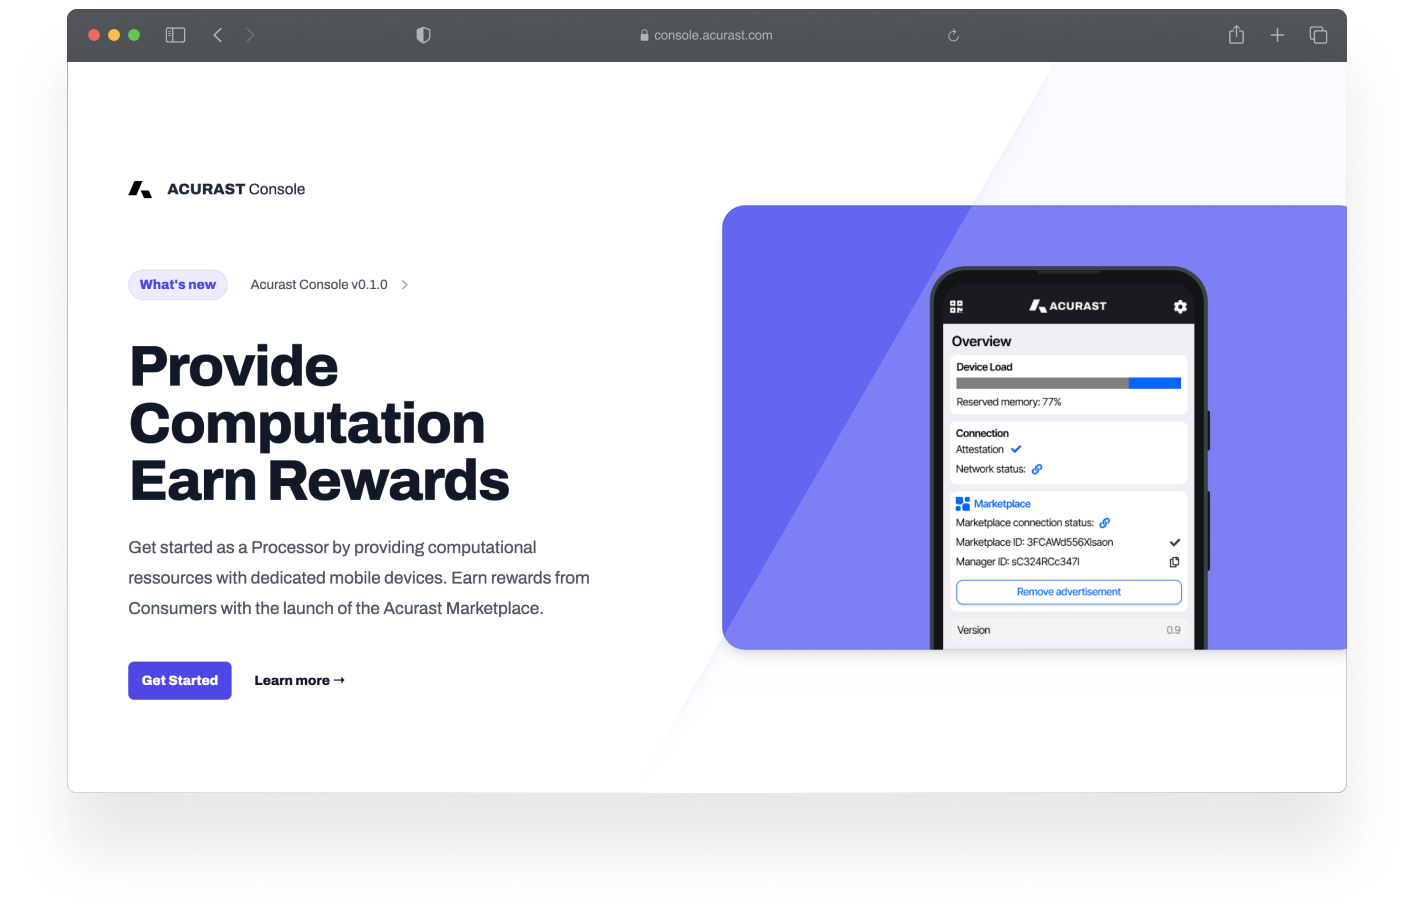 console.acurast.com
ACURAST Console
What's new Acurast Console v0.1.0
Provide
Computation
Earn Rewards
Get started as a Processor by providing computational
ressources with dedicated mobile devices. Earn rewards from
Consumers with the launch of the Acurast Marketplace.
Get Started Learn more →
ACURAST
Overview
Device Load
Reserved memory: 77%
Connection
Attestation
Network status:
Marketplace
Marketplace connection status:
Marketplace ID: 3FCAWd556Xlsaon
Manager ID: sC324RCc347l
Remove advertisement
Version 0.9